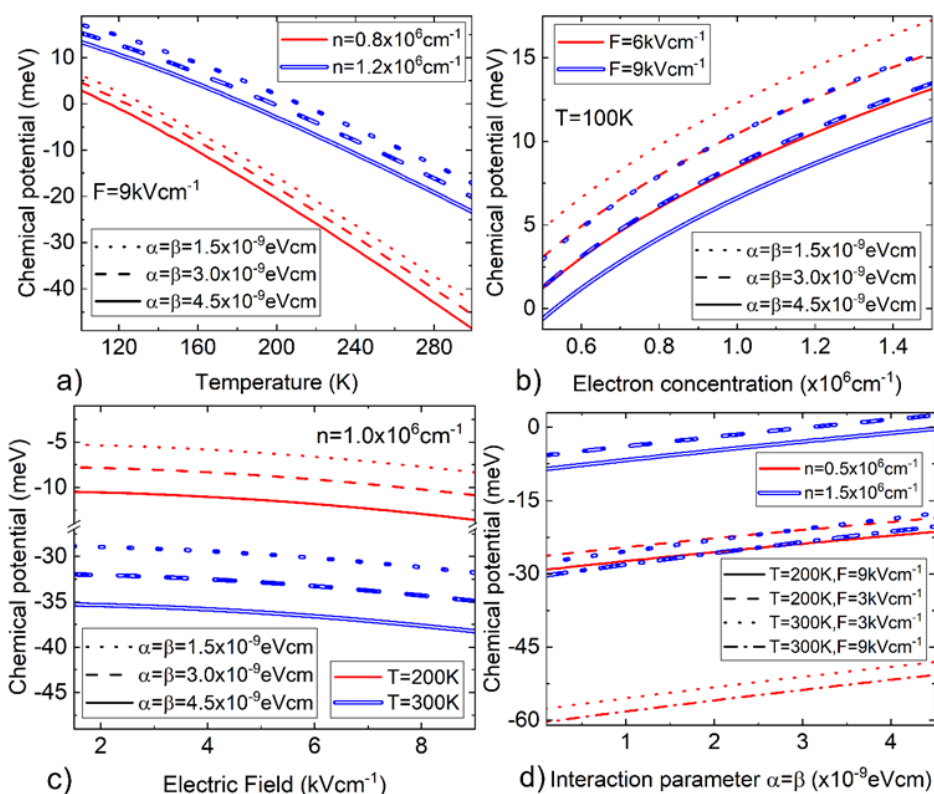 10
0
-10
-20
-30
-40
Chemical potential (meV)
n=0.8x10⁶cm⁻¹
n=1.2x10⁶cm⁻¹
F=9kVcm⁻¹
α=β=1.5x10⁻⁹eVcm
α=β=3.0x10⁻⁹eVcm
α=β=4.5x10⁻⁹eVcm
120 160 200 240 280
a) Temperature (K)
15
10
5
0
Chemical potential (meV)
F=6kVcm⁻¹
F=9kVcm⁻¹
T=100K
α=β=1.5x10⁻⁹eVcm
α=β=3.0x10⁻⁹eVcm
α=β=4.5x10⁻⁹eVcm
0.6 0.8 1.0 1.2 1.4
b) Electron concentration (x10⁶cm⁻¹)
-5
-10
-30
-35
-40
-45
Chemical potential (meV)
n=1.0x10⁶cm⁻¹
α=β=1.5x10⁻⁹eVcm
α=β=3.0x10⁻⁹eVcm
α=β=4.5x10⁻⁹eVcm
T=200K
T=300K
2 4 6 8
c) Electric Field (kVcm⁻¹)
0
-15
-30
-45
-60
Chemical potential (meV)
n=0.5x10⁶cm⁻¹
n=1.5x10⁶cm⁻¹
T=200K,F=9kVcm⁻¹
T=200K,F=3kVcm⁻¹
T=300K,F=3kVcm⁻¹
T=300K,F=9kVcm⁻¹
1 2 3 4
d) Interaction parameter α=β (x10⁻⁹eVcm)